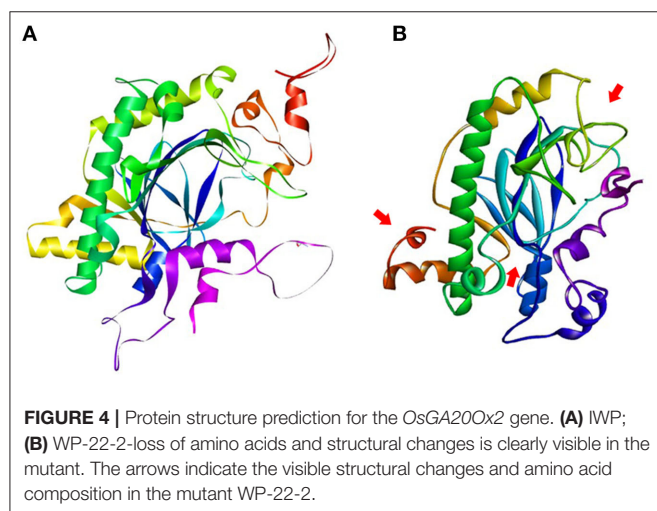 A
B
FIGURE 4 | Protein structure prediction for the OsGA20Ox2 gene. (A) IWP;
(B) WP-22-2-loss of amino acids and structural changes is clearly visible in the
mutant. The arrows indicate the visible structural changes and amino acid
composition in the mutant WP-22-2.